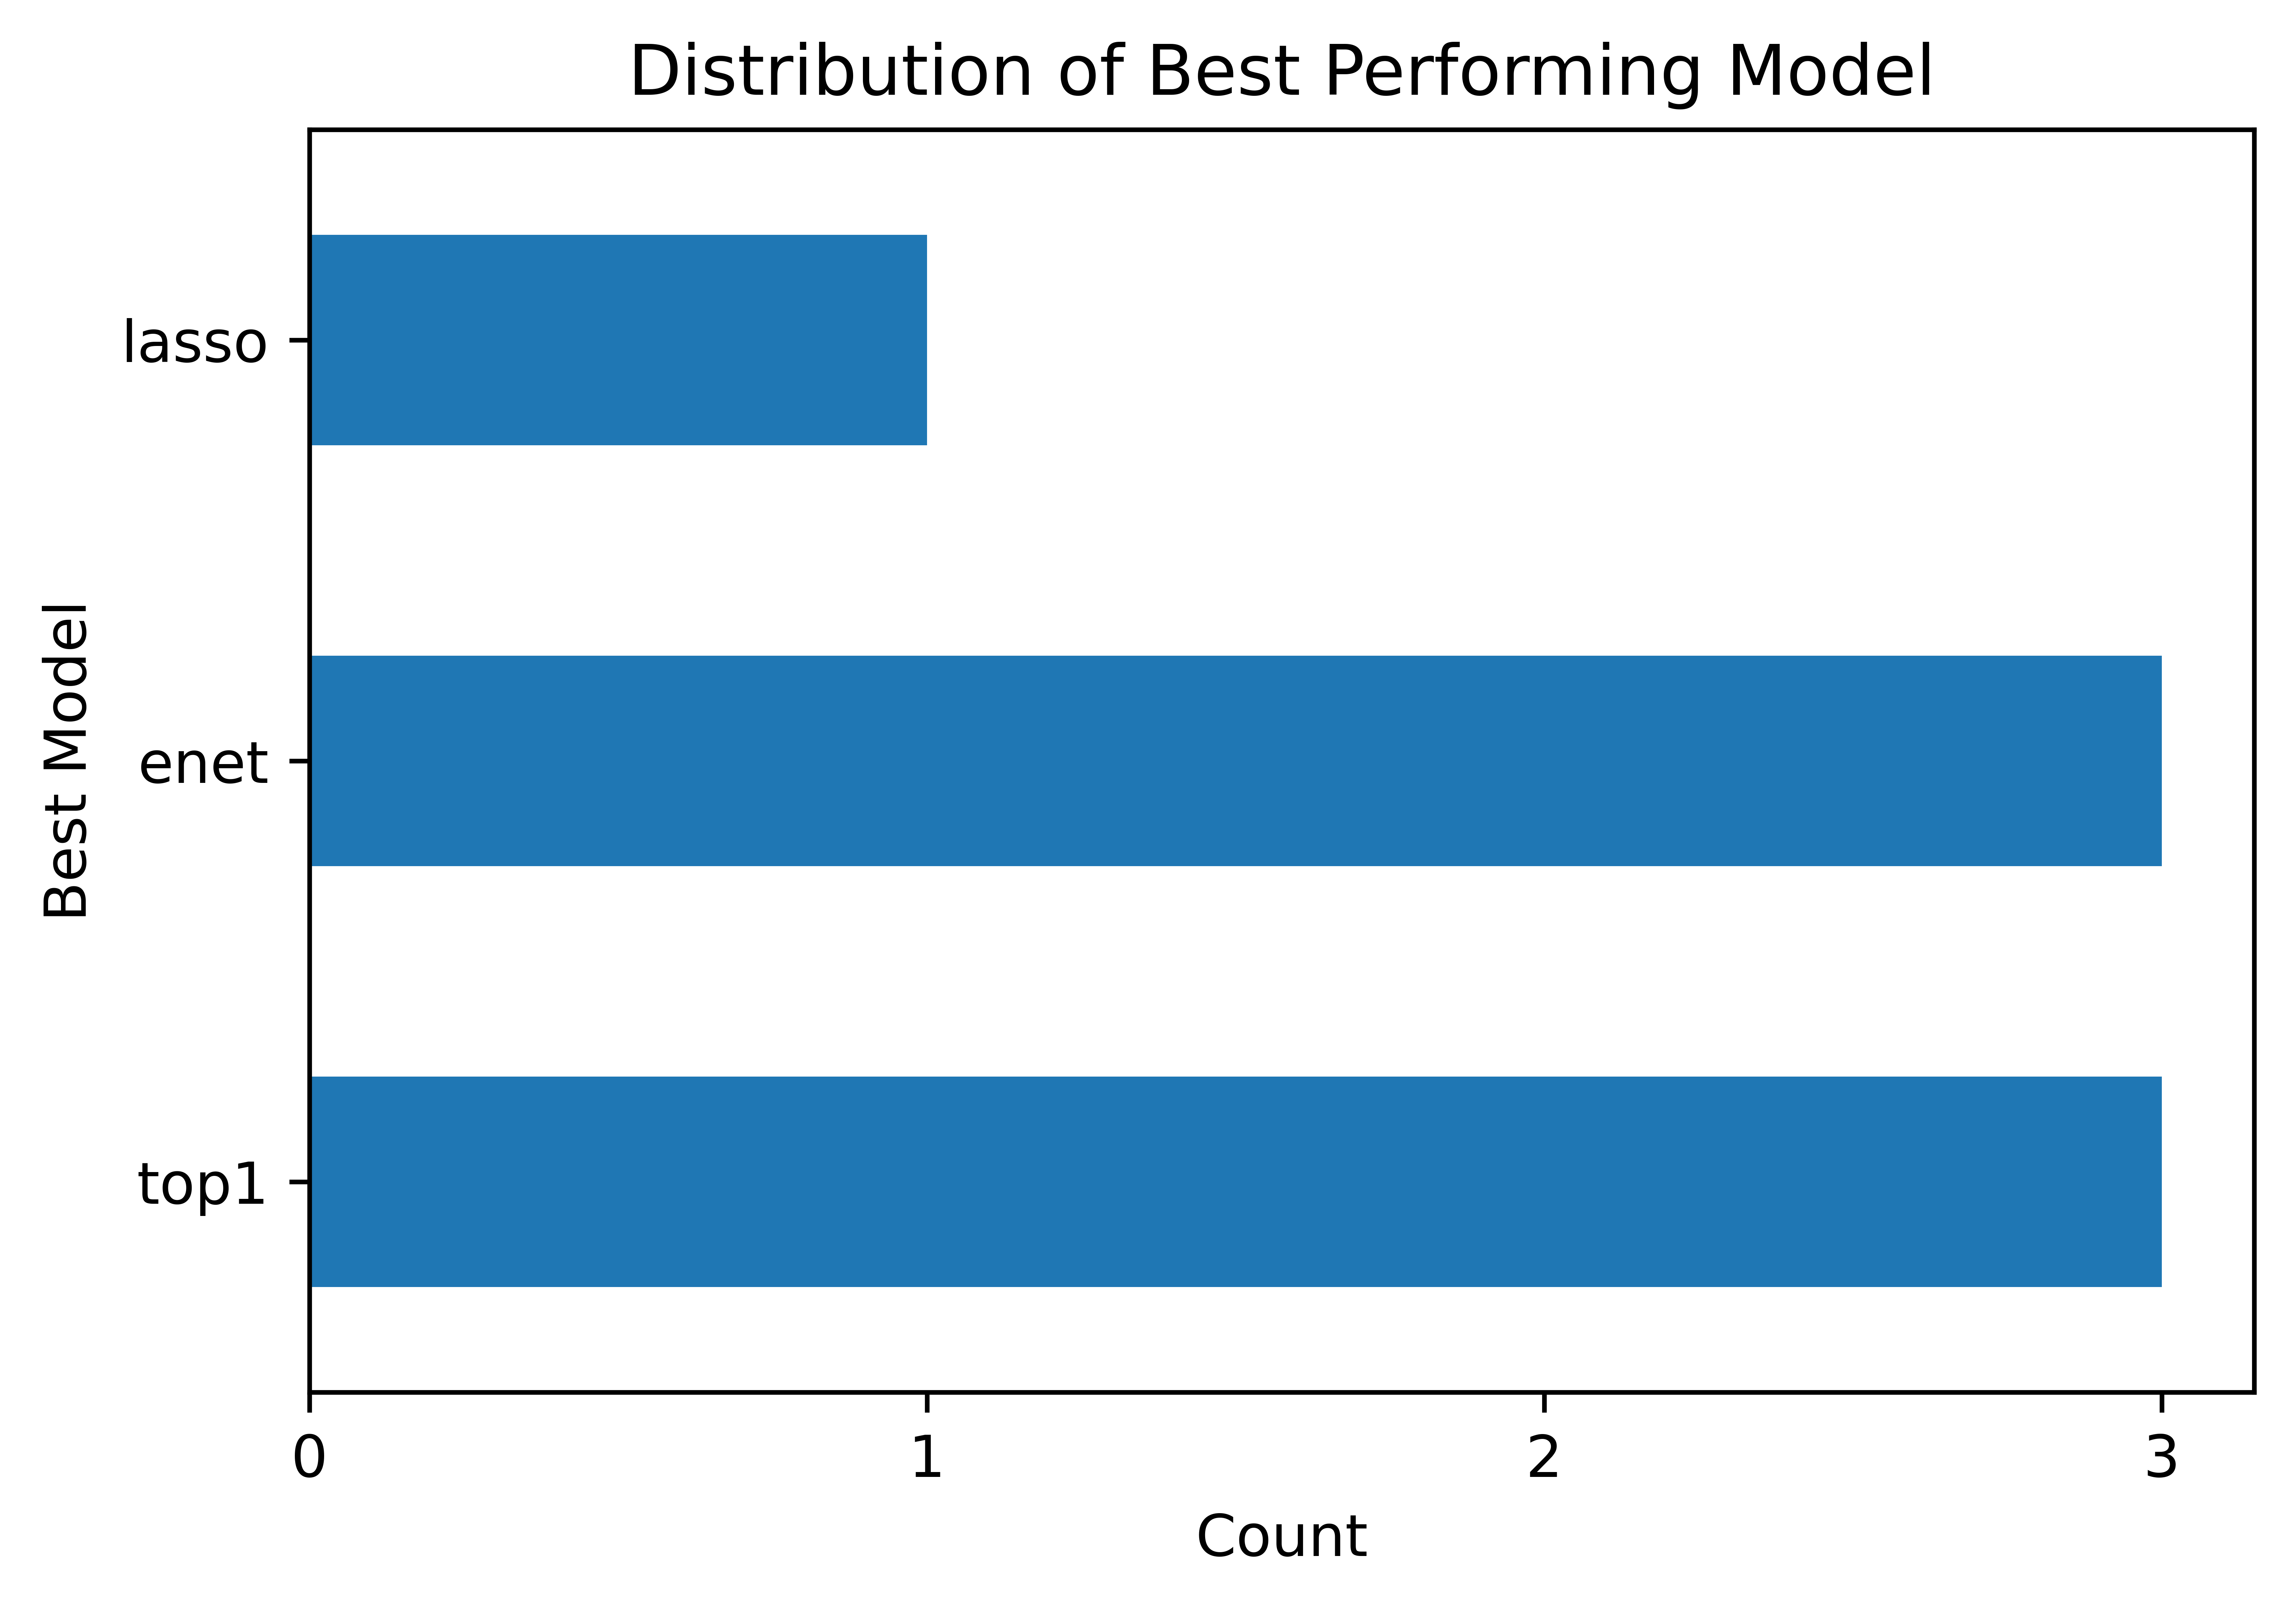 Distribution of Best Performing Model
lasso
enet
top1
Best Model
0 1 2 3
Count